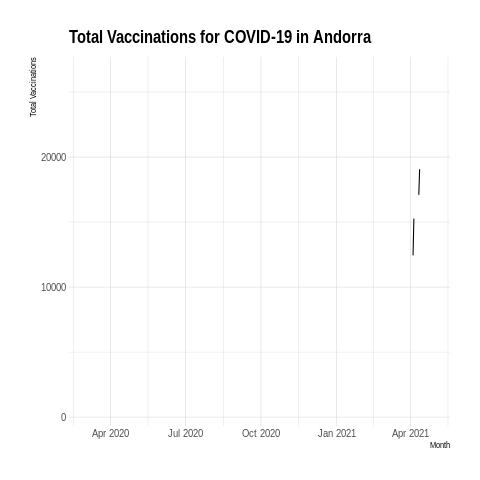 Total Vaccinations for COVID-19 in Andorra
Total Vaccinations
20000
10000
0
Apr 2020 Jul 2020 Oct 2020 Jan 2021 Apr 2021
Month